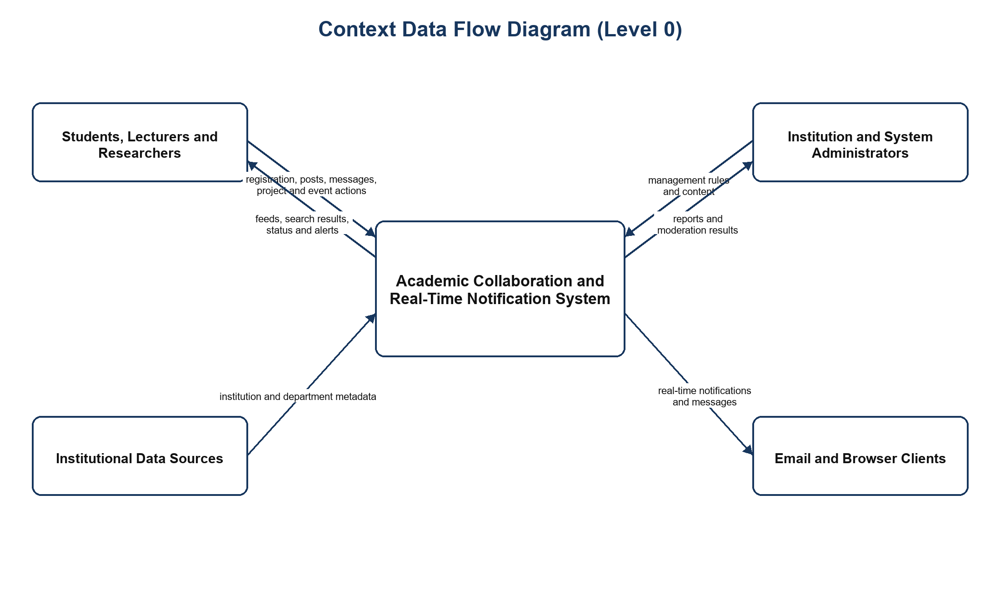 Context Data Flow Diagram (Level 0)
Students, Lecturers and
Researchers
Institution and System
Administrators
registration, posts, messages,
project and event actions
management rules
and content
feeds, search results,
status and alerts
reports and
moderation results
Academic Collaboration and
Real-Time Notification System
institution and department metadata
real-time notifications
and messages
Institutional Data Sources
Email and Browser Clients